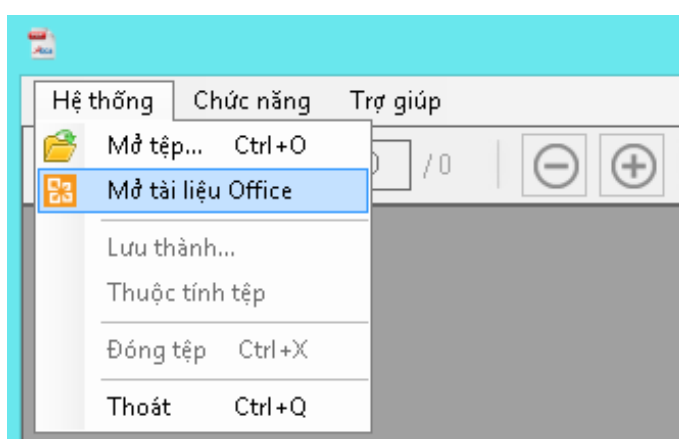 Hệ thống Chức năng Trợ giúp
Mở tệp... Ctrl+O
/ 0
Mở tài liệu Office
Lưu thành...
Thuộc tính tệp
Đóng tệp Ctrl+X
Thoát Ctrl+Q